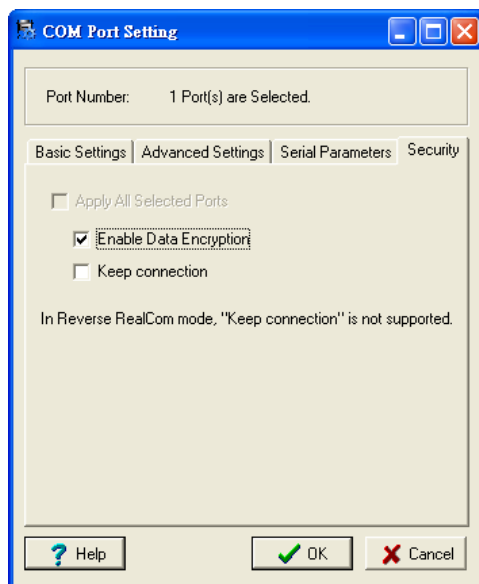 COM Port Setting
Port Number: 1 Port(s) are Selected.
Basic Settings Advanced Settings Serial Parameters Security
Apply All Selected Ports
Enable Data Encryption
Keep connection
In Reverse RealCom mode, "Keep connection" is not supported.
? Help OK Cancel